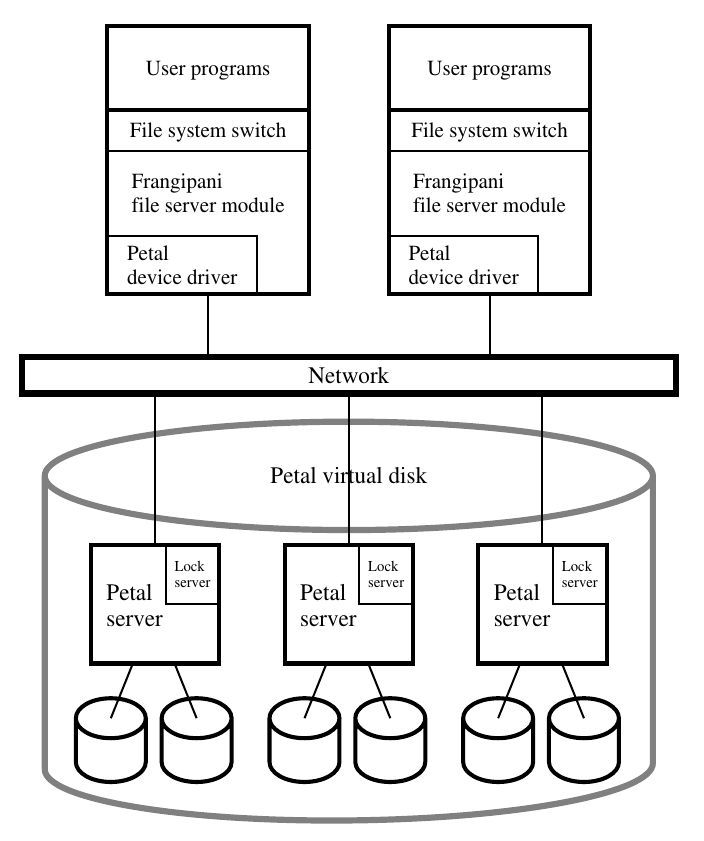 User programs
File system switch
Frangipani
file server module
Petal
device driver
User programs
File system switch
Frangipani
file server module
Petal
device driver
Network
Petal virtual disk
Lock
server
Petal
server
Lock
server
Petal
server
Lock
server
Petal
server